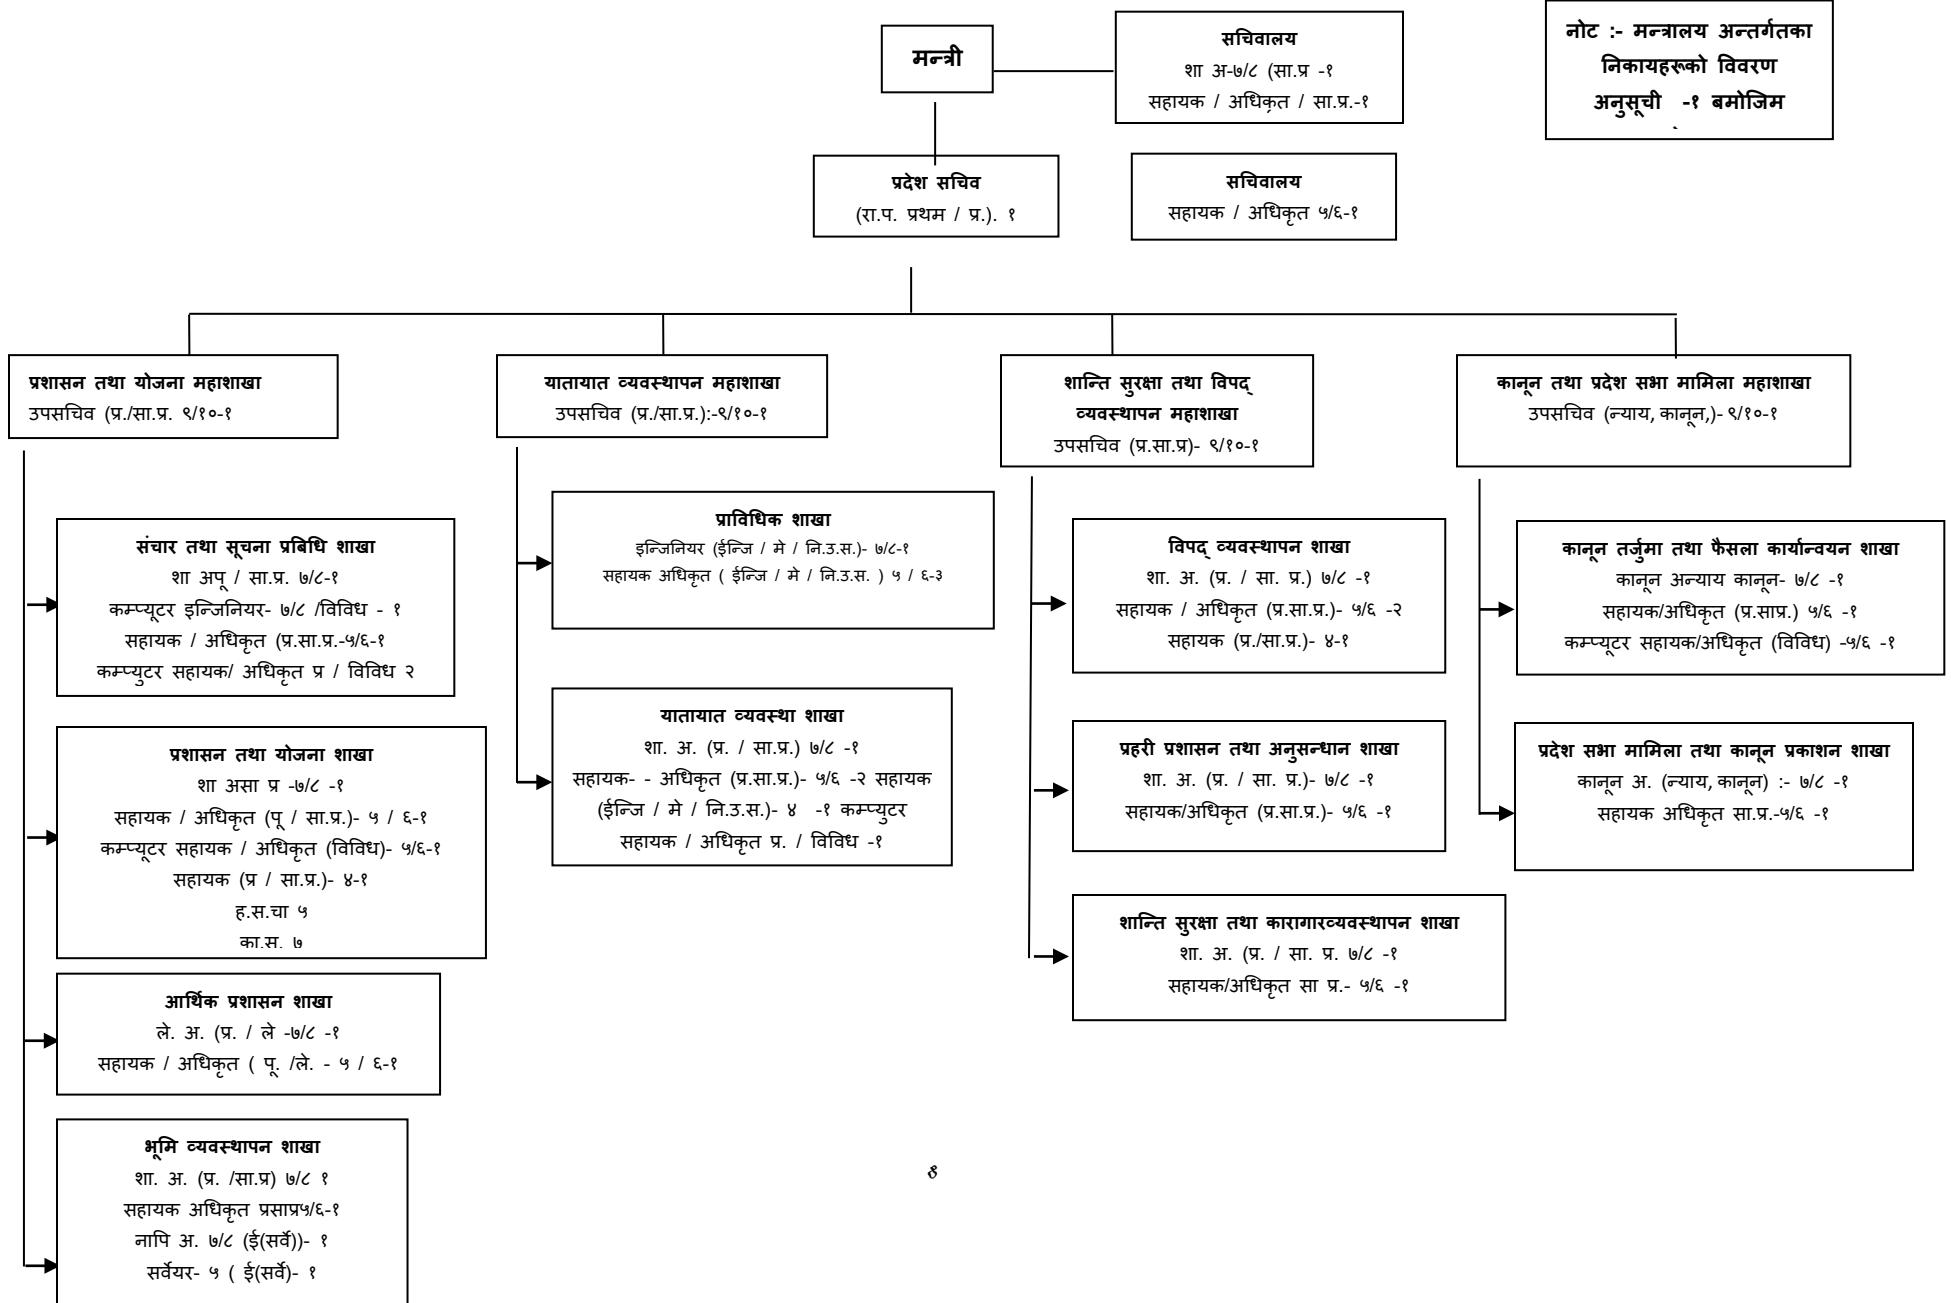 मन्त्री
सचिवालय
शा अ-७/८ (सा.प्र -१
सहायक / अधिकृत / सा.प्र.-१
नोट :- मन्त्रालय अन्तर्गतका
निकायहरूको विवरण
अनुसूची -१ बमोजिम
प्रदेश सचिव
(रा.प. प्रथम / प्र.). १
सचिवालय
सहायक / अधिकृत ५/६-१
प्रशासन तथा योजना महाशाखा
उपसचिव (प्र./सा.प्र. ९/१०-१
यातायात व्यवस्थापन महाशाखा
उपसचिव (प्र./सा.प्र.):-९/१०-१
शान्ति सुरक्षा तथा विपद्
व्यवस्थापन महाशाखा
उपसचिव (प्र.सा.प्र)- ९/१०-१
कानून तथा प्रदेश सभा मामिला महाशाखा
उपसचिव (न्याय, कानून,)- ९/१०-१
संचार तथा सूचना प्रबिधि शाखा
शा अपू / सा.प्र. ७/८-१
कम्प्यूटर इन्जिनियर- ७/८ /विविध - १
सहायक / अधिकृत (प्र.सा.प्र.-५/६-१
कम्प्युटर सहायक/ अधिकृत प्र / विविध २
प्रशासन तथा योजना शाखा
शा असा प्र -७/८ -१
सहायक / अधिकृत (पू / सा.प्र.)- ५ / ६-१
कम्प्यूटर सहायक / अधिकृत (विविध)- ५/६-१
सहायक (प्र / सा.प्र.)- ४-१
ह.स.चा ५
का.स. ७
आर्थिक प्रशासन शाखा
ले. अ. (प्र. / ले -७/८ -१
सहायक / अधिकृत ( पू. /ले. - ५ / ६-१
भूमि व्यवस्थापन शाखा
शा. अ. (प्र. /सा.प्र) ७/८ १
सहायक अधिकृत प्रसाप्र५/६-१
नापि अ. ७/८ (ई(सर्वे))- १
सर्वेयर- ५ ( ई(सर्वे)- १
प्राविधिक शाखा
इन्जिनियर (ईन्जि / मे / नि.उ.स.)- ७/८-१
सहायक अधिकृत ( ईन्जि / मे / नि.उ.स. ) ५ / ६-३
यातायात व्यवस्था शाखा
शा. अ. (प्र. / सा.प्र.) ७/८ -१
सहायक- - अधिकृत (प्र.सा.प्र.)- ५/६ -२ सहायक
(ईन्जि / मे / नि.उ.स.)- ४ -१ कम्प्युटर
सहायक / अधिकृत प्र. / विविध -१
विपद् व्यवस्थापन शाखा
शा. अ. (प्र. / सा. प्र.) ७/८ -१
सहायक / अधिकृत (प्र.सा.प्र.)- ५/६ -२
सहायक (प्र./सा.प्र.)- ४-१
प्रहरी प्रशासन तथा अनुसन्धान शाखा
शा. अ. (प्र. / सा. प्र.)- ७/८ -१
सहायक/अधिकृत (प्र.सा.प्र.)- ५/६ -१
शान्ति सुरक्षा तथा कारागारव्यवस्थापन शाखा
शा. अ. (प्र. / सा. प्र. ७/८ -१
सहायक/अधिकृत सा प्र.- ५/६ -१
कानून तर्जुमा तथा फैसला कार्यान्वयन शाखा
कानून अन्याय कानून- ७/८ -१
सहायक/अधिकृत (प्र.साप्र.) ५/६ -१
कम्प्यूटर सहायक/अधिकृत (विविध) -५/६ -१
प्रदेश सभा मामिला तथा कानून प्रकाशन शाखा
कानून अ. (न्याय, कानून) :- ७/८ -१
सहायक अधिकृत सा.प्र.-५/६ -१